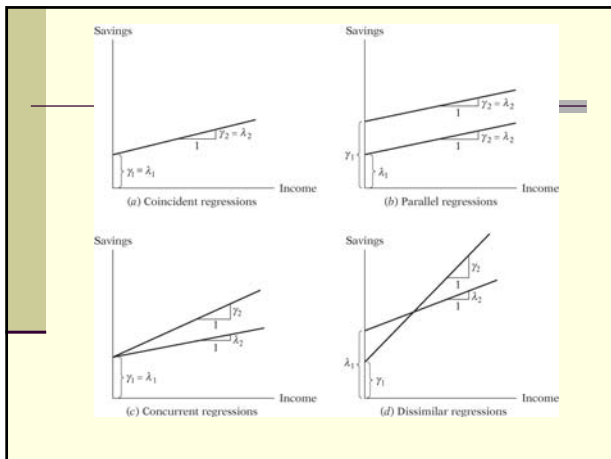 Savings
γ₂ = λ₂
1
γ₁ = λ₁
Income
(a) Coincident regressions
Savings
γ₂ = λ₂
1
γ₂ = λ₂
1
γ₁
λ₁
Income
(b) Parallel regressions
Savings
γ₂
1
λ₂
1
γ₁ = λ₁
Income
(c) Concurrent regressions
Savings
γ₂
1
λ₂
1
λ₁
γ₁
Income
(d) Dissimilar regressions